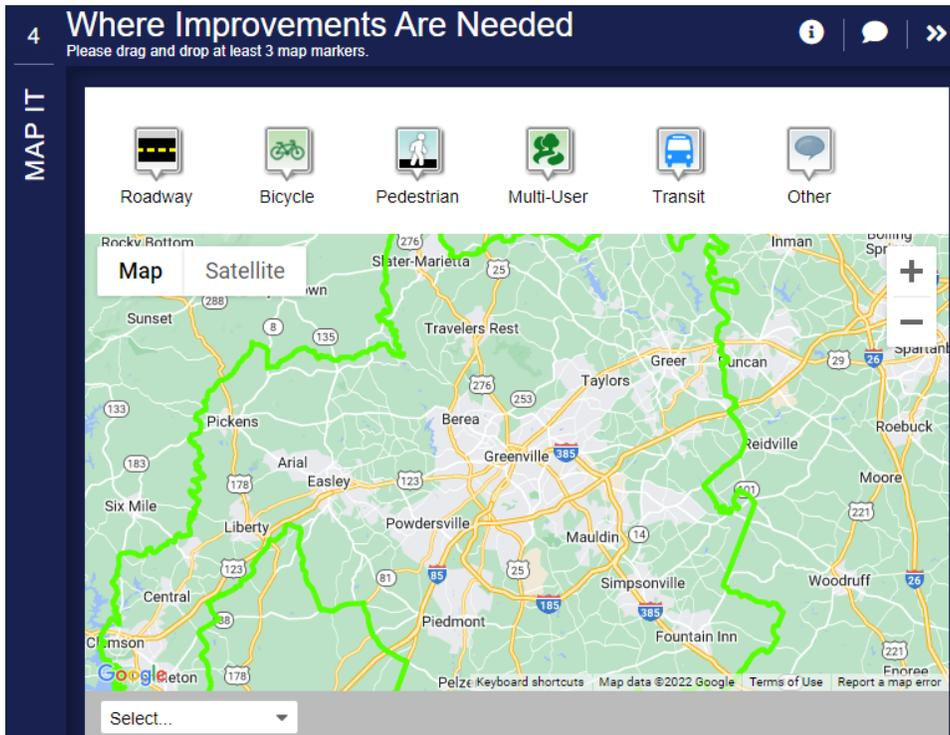 4
Where Improvements Are Needed
Please drag and drop at least 3 map markers.
MAP IT
Roadway
Bicycle
Pedestrian
Multi-User
Transit
Other
Rocky Bottom
276
Slater-Marietta
Inman
Map
Satellite
25
288
Sunset
8
135
Travelers Rest
Greer
Duncan
29
26
Taylors
276
253
133
Pickens
Berea
Roebuck
Greenville
385
Reidville
183
Arial
Easley
178
123
Moore
Six Mile
221
Liberty
Powdersville
Mauldin
14
123
81
85
25
Simpsonville
Woodruff
26
Central
185
385
Piedmont
Fountain Inn
221
178
Google
Keyboard shortcuts
Map data ©2022 Google
Terms of Use
Report a map error
Select...